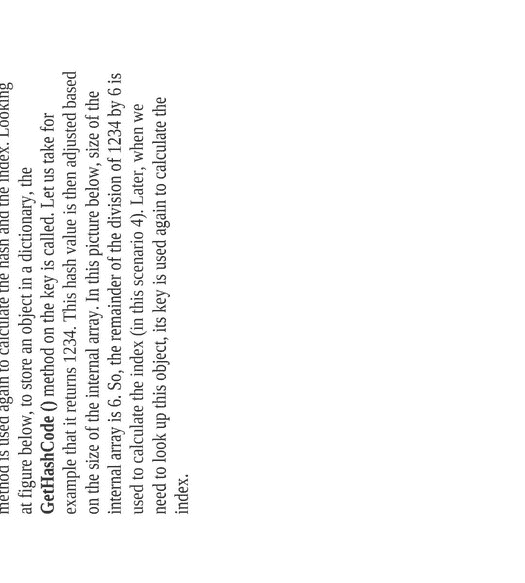 method is used again to calculate the hash and the index. Looking
at figure below, to store an object in a dictionary, the
GetHashCode () method on the key is called. Let us take for
example that it returns 1234. This hash value is then adjusted based
on the size of the internal array. In this picture below, size of the
internal array is 6. So, the remainder of the division of 1234 by 6 is
used to calculate the index (in this scenario 4). Later, when we
need to look up this object, its key is used again to calculate the
index.